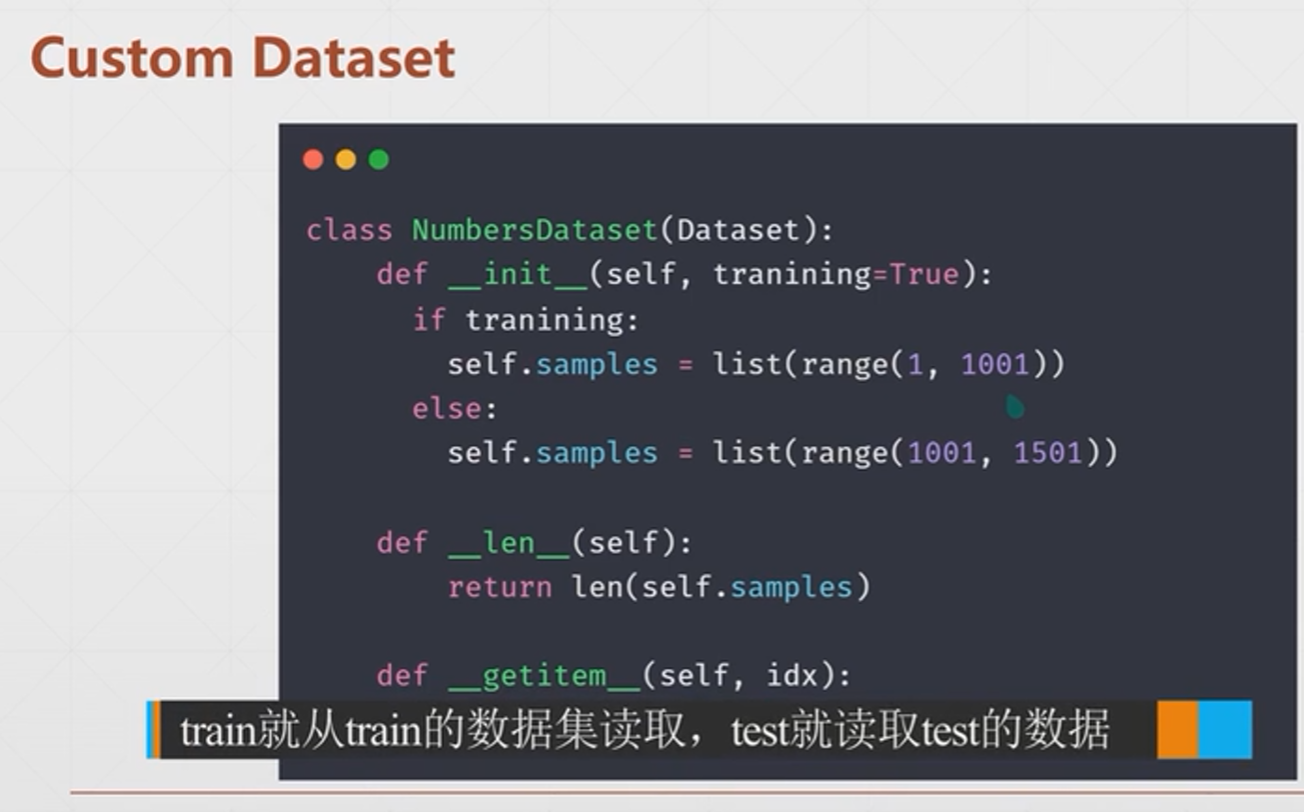 Custom Dataset
class NumbersDataset(Dataset):
def __init__(self, tranining=True):
if tranining:
self.samples = list(range(1, 1001))
else:
self.samples = list(range(1001, 1501))
def __len__(self):
return len(self.samples)
def __getitem__(self, idx):
train就从train的数据集读取，test就读取test的数据